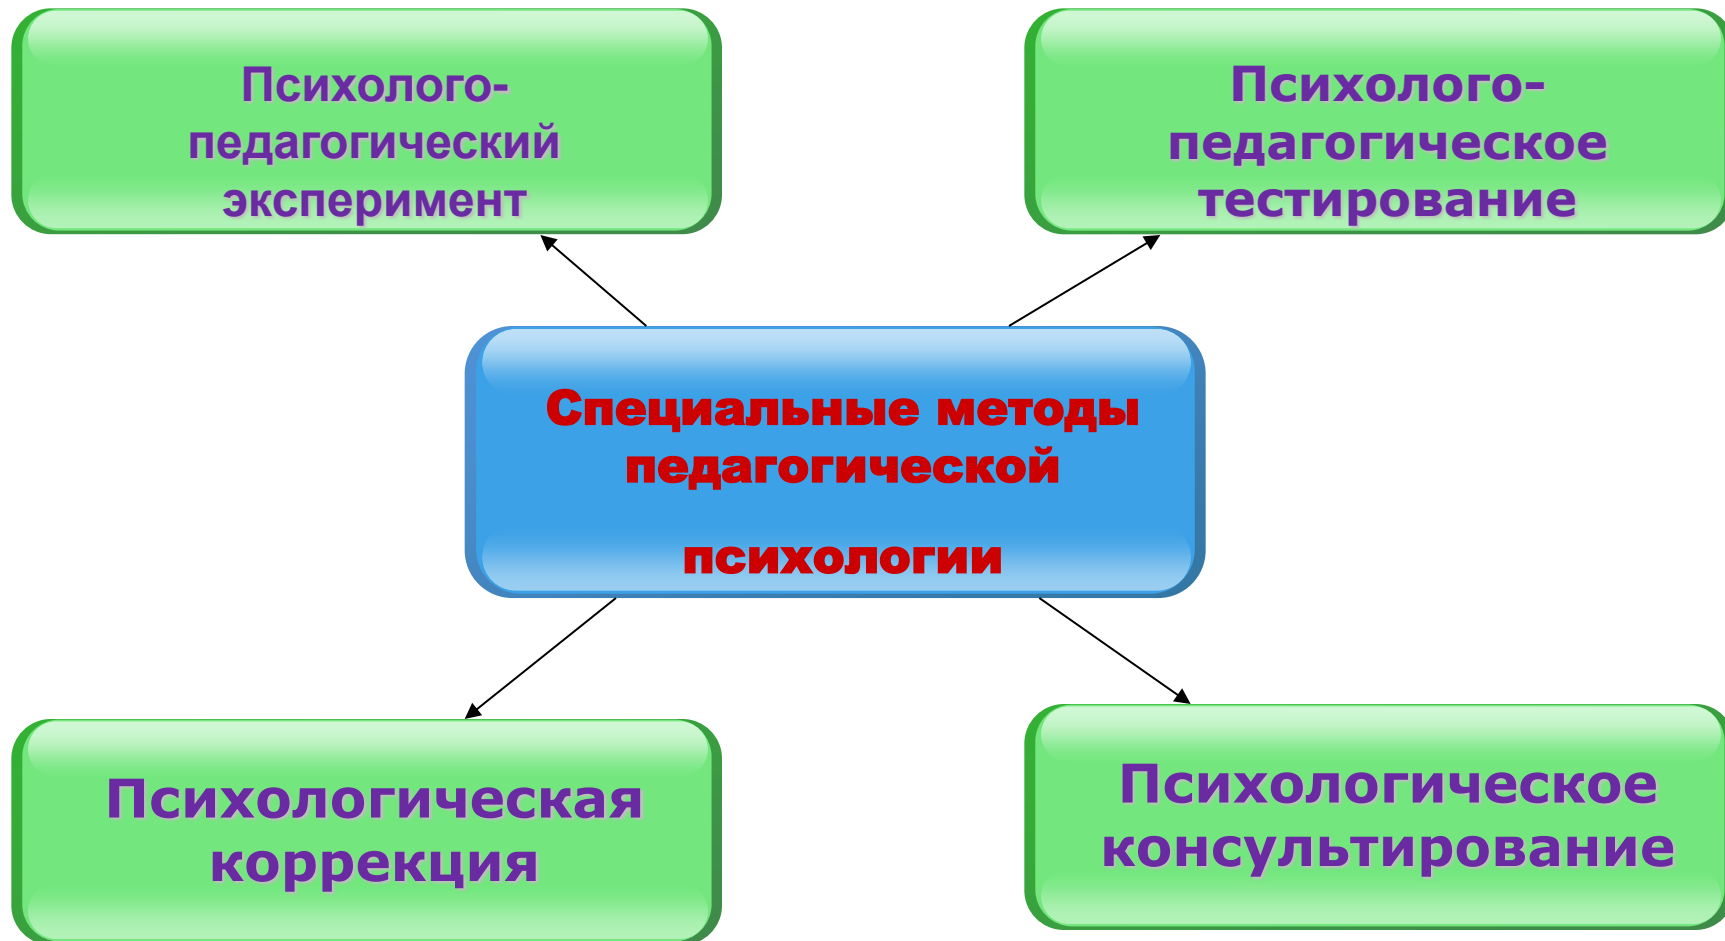 Психолого-
педагогический
эксперимент
Психолого-
педагогическое
тестирование
Специальные методы
педагогической
психологии
Психологическая
коррекция
Психологическое
консультирование